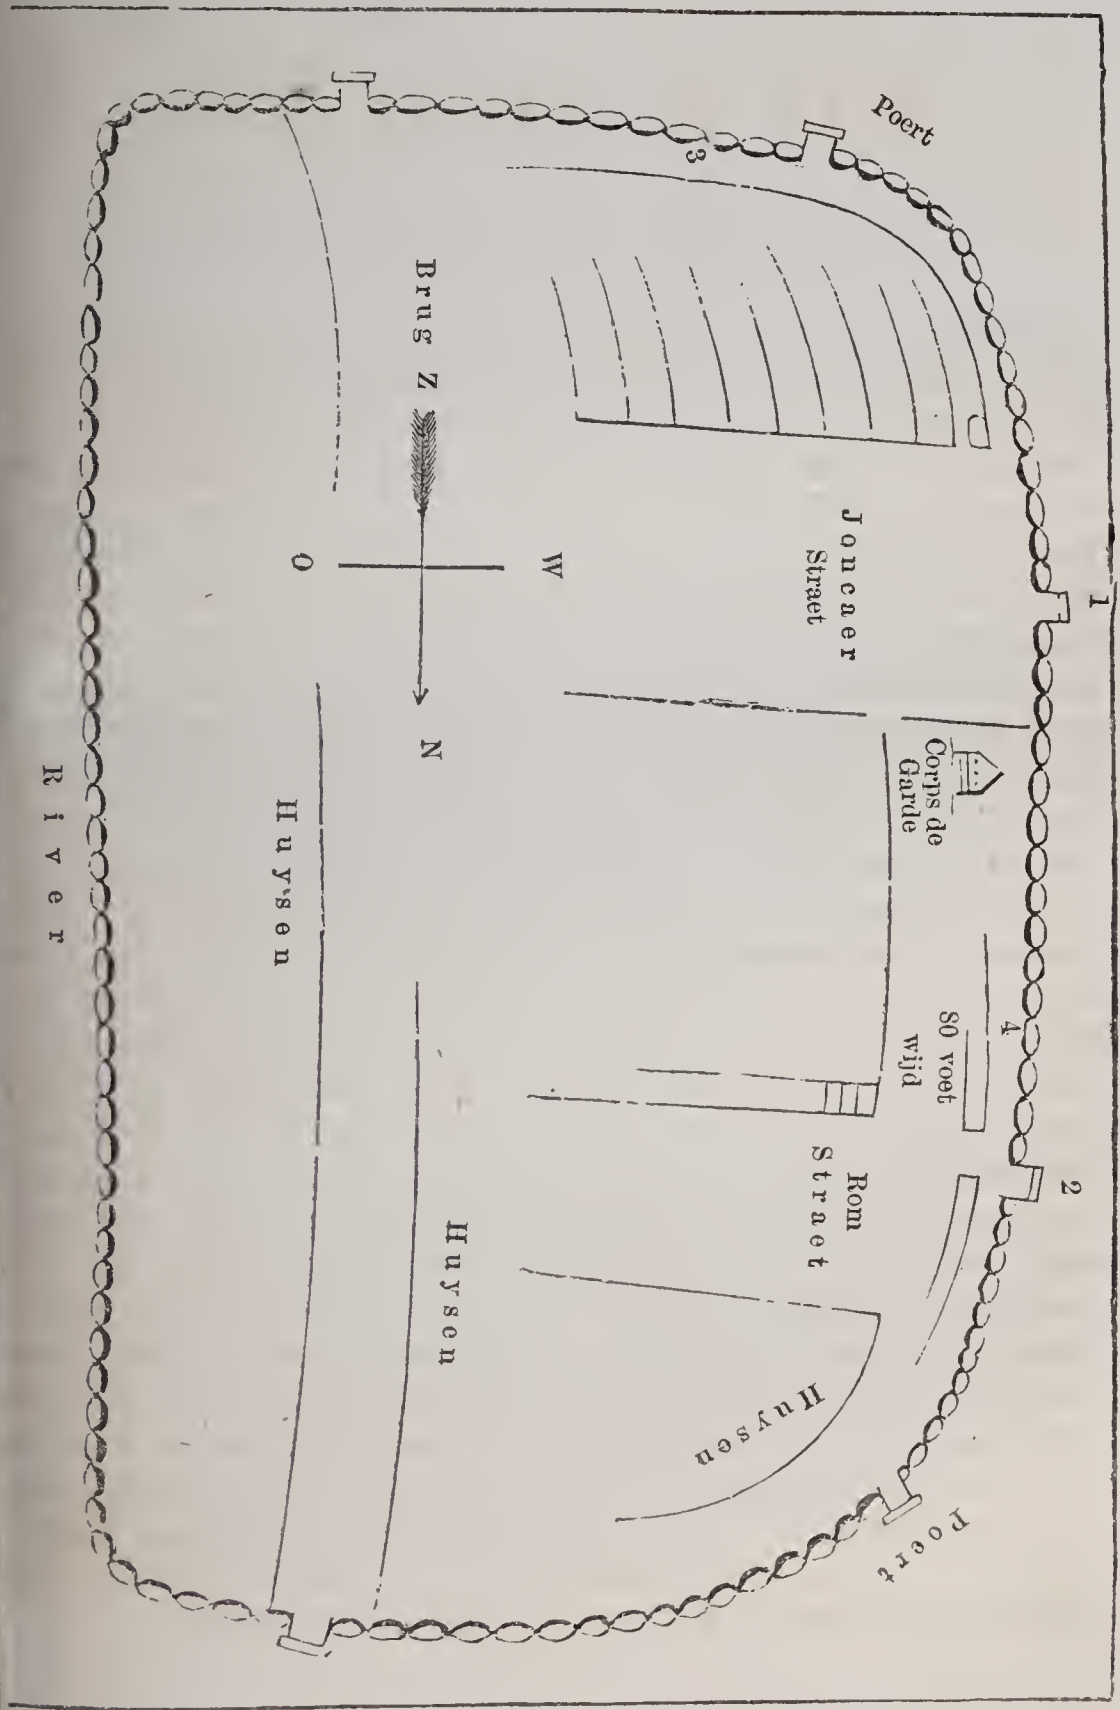 Poert
3
Brug Z
O
W
N
Joncaer
Straet
1
Corps de
Garde
4
80 voet
wijd
2
Rom
Straet
Huysen
Huysen
Huysen
Poert
River